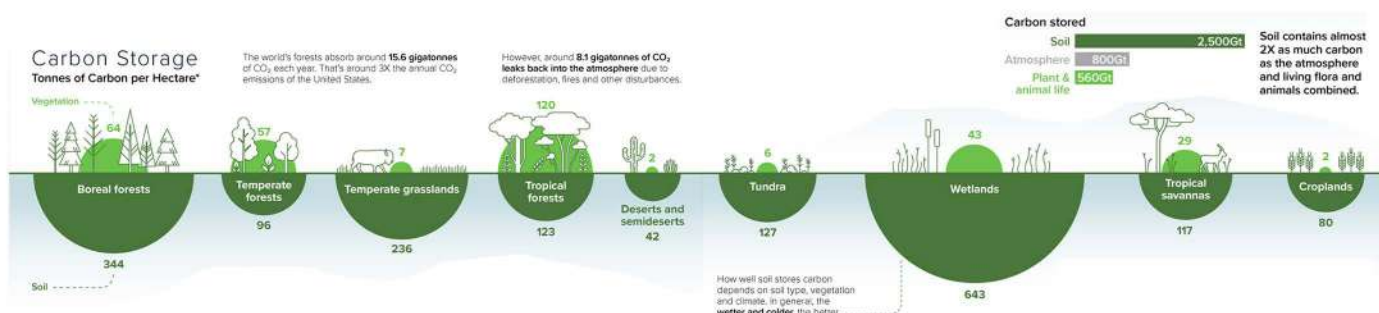 Carbon Storage
Tonnes of Carbon per Hectare*
The world's forests absorb around 15.6 gigatonnes
of CO₂ each year. That's around 3X the annual CO₂
emissions of the United States.
However, around 8.1 gigatonnes of CO₂
leaks back into the atmosphere due to
deforestation, fires and other disturbances.
Carbon stored
Soil 2,500Gt
Atmosphere 800Gt
Plant &
animal life 560Gt
Soil contains almost
2X as much carbon
as the atmosphere
and living flora and
animals combined.
Vegetation
64
Boreal forests
344
Soil
57
Temperate
forests
96
7
Temperate grasslands
236
120
Tropical
forests
123
2
Deserts and
semideserts
42
6
Tundra
127
43
Wetlands
643
29
Tropical
savannas
117
2
Croplands
80
How well soil stores carbon
depends on soil type, vegetation
and climate. In general, the
wetter and colder, the better